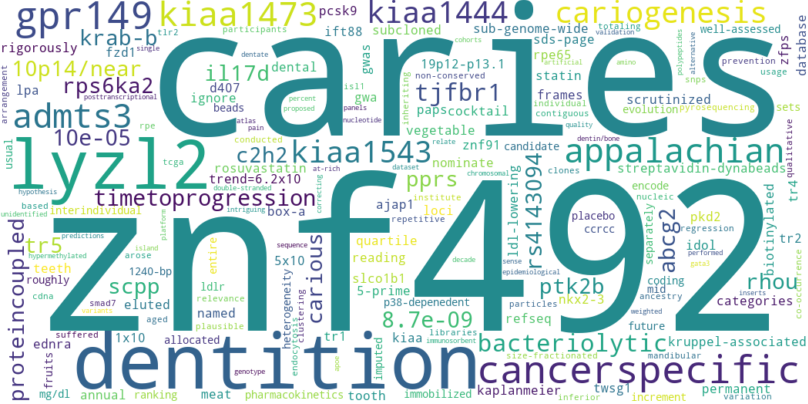 gpr149 kiaa1473 pcsk9 kiaa1444 participants cariogenesis
krab-b tlr2 ift88 subcloned sub-genome-wide single cohorts well-assessed validation
rigorously fzd1 gwas sds-page dentate totaling
10p14/near il17d dental rpe65 19p12-p13.1 polypeptides alternative amino zfps database
arrangement lpa rps6ka2 d407 ignore gwa statin non-conserved snps prevention usage
posttranscriptional isl1 beads frames individual artificial pyrosequencing sets
caries
admts3 rpe atlas pain percent proposed tjfbr1 inheriting contiguous evolution scrutinized panels quality qualitative
10e-05 nucleotide paps cocktail candidate relate dentin/bone
usual tcga c2h2 kiaa1543 vegetable znf91 clones appalachian
lyzl2 rosuvastatin conducted at-rich dataset nominate chromosomal streptavidin-dynabeads
hypothesis trend=6.2x10 double-stranded correcting pprs institute ldl-lowering rs4143094 encode nucleic tr4
timetoprogression intriguing ajap1 loci
based unidentified interindividual box-a repetitive particles placebo pkd2 tr2
predictions island tr5 teeth quartile ccrcc regression
proteincoupled hypermethylated platform arose entire 5x10 reading idol abcg2 separately biotinylated sequence sense epidemiological performed gata3
znf492
1240-bp slco1b1 ptk2b coding mid rhou
scpp carious heterogeneity clustering 5-prime nkx2-3 ancestry co-occurrence
roughly cdna smad7 ldlr p38-depenedent decade categories inserts
eluted relevance 8.7e-09 refseq future weighted
named endocytosis tr1 kiaa libraries
ednra suffered 1x10 immunosorbent bacteriolytic kruppel-associated
variants aged allocated size-fractionated mandibular
fruits dentition genotype apoe imputed cancerspecific
mg/dl annual ranking meat pharmacokinetics tooth immobilized kaplanmeier inferior twsg1 increment permanent variation